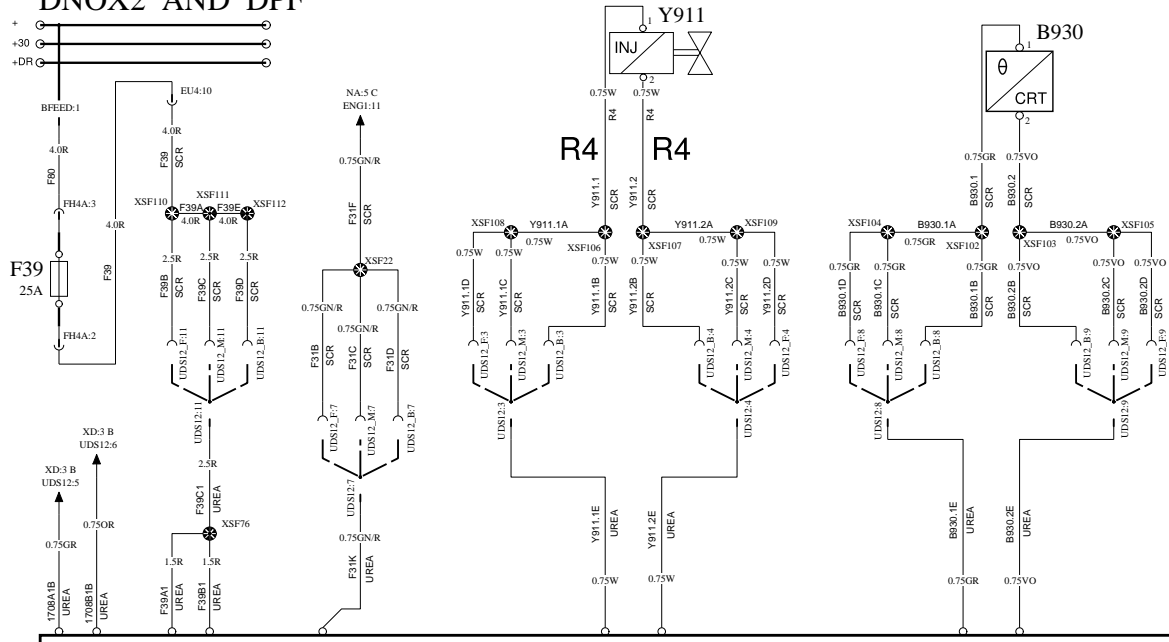 DNOX2 AND DPF
+
+30
+DR
BFEED:1
4.0R
F80
FH4A:3
F39
25A
FH4A:2
4.0R
F39
EU4:10
4.0R
F39
SCR
XSF110
XSF111
XSF112
F39A
4.0R
F39E
4.0R
2.5R
F39B
SCR
2.5R
F39C
SCR
2.5R
F39D
SCR
UDS12_F:11
UDS12_M:11
UDS12_B:11
UDS12:11
2.5R
F39C1
UREA
XSF76
1.5R
F39A1
UREA
1.5R
F39B1
UREA
XD:3 B
UDS12:5
0.75GR
1708A1B
UREA
XD:3 B
UDS12:6
0.75OR
1708B1B
UREA
NA:5 C
ENG1:11
0.75GN/R
F31F
SCR
XSF22
0.75GN/R
F31B
SCR
0.75GN/R
F31C
SCR
0.75GN/R
F31D
SCR
UDS12_F:7
UDS12_M:7
UDS12_B:7
UDS12:7
0.75GN/R
F31K
UREA
Y911
1
INJ
2
0.75W
R4
0.75W
R4
R4
R4
Y911.1
SCR
Y911.2
SCR
XSF108
Y911.1A
0.75W
XSF106
XSF107
Y911.2A
0.75W
XSF109
0.75W
Y911.1D
SCR
0.75W
Y911.1C
SCR
0.75W
Y911.1B
SCR
0.75W
Y911.2B
SCR
0.75W
Y911.2C
SCR
0.75W
Y911.2D
SCR
UDS12_F:3
UDS12_M:3
UDS12_B:3
UDS12:3
UDS12_B:4
UDS12_M:4
UDS12_F:4
UDS12:4
Y911.1E
UREA
0.75W
Y911.2E
UREA
0.75W
B930
1
θ
CRT
2
0.75GR
B930.1
SCR
0.75VO
B930.2
SCR
XSF104
B930.1A
0.75GR
XSF102
XSF103
B930.2A
0.75VO
XSF105
0.75GR
B930.1D
SCR
0.75GR
B930.1C
SCR
0.75GR
B930.1B
SCR
0.75VO
B930.2B
SCR
0.75VO
B930.2C
SCR
0.75VO
B930.2D
SCR
UDS12_F:8
UDS12_M:8
UDS12_B:8
UDS12:8
UDS12_B:9
UDS12_M:9
UDS12_F:9
UDS12:9
B930.1E
UREA
0.75GR
B930.2E
UREA
0.75VO